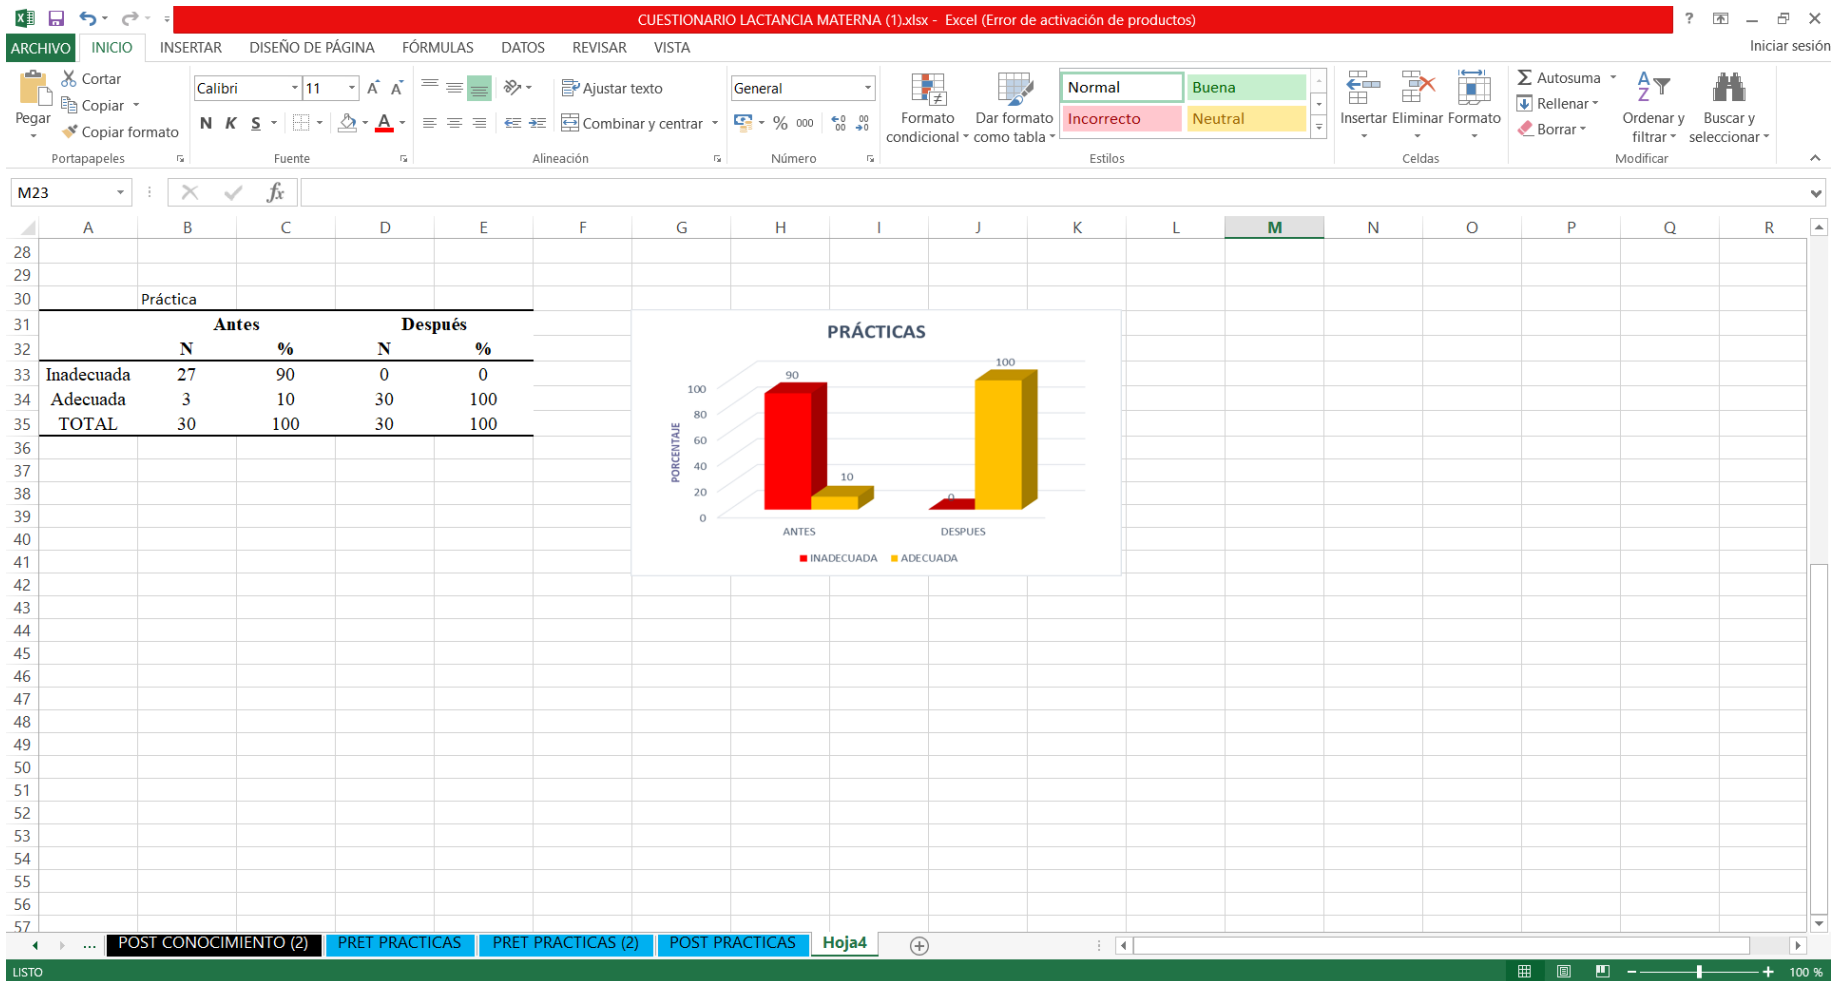 CUESTIONARIO LACTANCIA MATERNA (1).xlsx - Excel (Error de activación de productos)
?
ARCHIVO INICIO INSERTAR DISEÑO DE PÁGINA FÓRMULAS DATOS REVISAR VISTA
Iniciar sesión
Pegar
Cortar
Copiar
Copiar formato
Portapapeles
Calibri 11
N K S
Fuente
Ajustar texto
Combinar y centrar
Alineación
General
% 000
Número
Formato condicional
Dar formato como tabla
Normal Buena
Incorrecto Neutral
Estilos
Insertar Eliminar Formato
Celdas
Autosuma
Rellenar
Borrar
Ordenar y filtrar
Buscar y seleccionar
Modificar
M23
fx
A B C D E F G H I J K L M N O P Q R
28
29
30 Práctica
31 Antes Después
32 N % N %
33 Inadecuada 27 90 0 0
34 Adecuada 3 10 30 100
35 TOTAL 30 100 30 100
36
37
38
39
40
41
42
43
44
45
46
47
48
49
50
51
52
53
54
55
56
57
PRÁCTICAS
PORCENTAJE
100
80
60
40
20
0
90
10
0
100
ANTES DESPUES
INADECUADA ADECUADA
... POST CONOCIMIENTO (2) PRET PRACTICAS PRET PRACTICAS (2) POST PRACTICAS Hoja4
LISTO
100 %